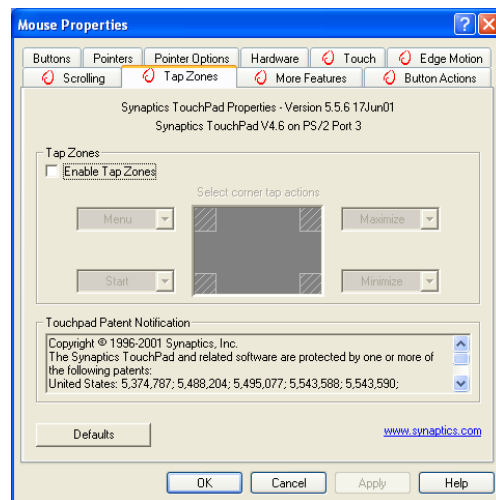 Mouse Properties
Buttons Pointers Pointer Options Hardware Touch Edge Motion
Scrolling Tap Zones More Features Button Actions
Synaptics TouchPad Properties - Version 5.5.6 17Jun01
Synaptics TouchPad V4.6 on PS/2 Port 3
Tap Zones
Enable Tap Zones
Select corner tap actions
Menu Maximize
Start Minimize
Touchpad Patent Notification
Copyright © 1996-2001 Synaptics, Inc.
The Synaptics TouchPad and related software are protected by one or more of
the following patents:
United States: 5,374,787; 5,488,204; 5,495,077; 5,543,588; 5,543,590;
Defaults www.synaptics.com
OK Cancel Apply Help